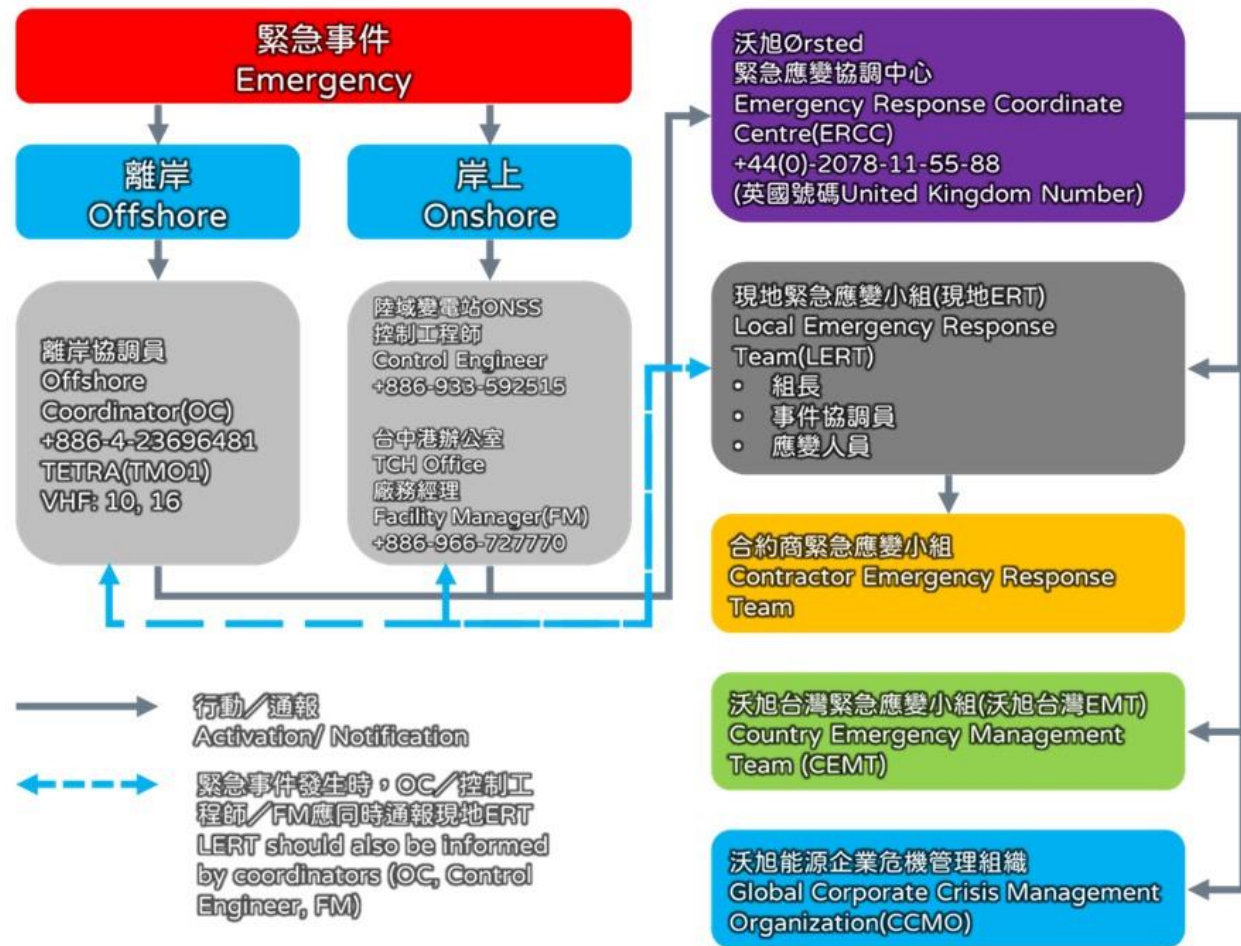 緊急事件
Emergency
離岸
Offshore
岸上
Onshore
離岸協調員
Offshore
Coordinator(OC)
+886-4-23696481
TETRA(TMO1)
VHF: 10, 16
陸域變電站ONSS
控制工程師
Control Engineer
+886-933-592515
台中港辦公室
TCH Office
廠務經理
Facility Manager(FM)
+886-966-727770
沃旭Ørsted
緊急應變協調中心
Emergency Response Coordinate
Centre(ERCC)
+44(0)-2078-11-55-88
(英國號碼United Kingdom Number)
現地緊急應變小組(現地ERT)
Local Emergency Response
Team(LERT)
• 組長
• 事件協調員
• 應變人員
合約商緊急應變小組
Contractor Emergency Response
Team
沃旭台灣緊急應變小組(沃旭台灣EMT)
Country Emergency Management
Team (CEMT)
沃旭能源企業危機管理組織
Global Corporate Crisis Management
Organization(CCMO)
行動／通報
Activation/ Notification
緊急事件發生時，OC／控制工
程師／FM應同時通報現地ERT
LERT should also be informed
by coordinators (OC, Control
Engineer, FM)